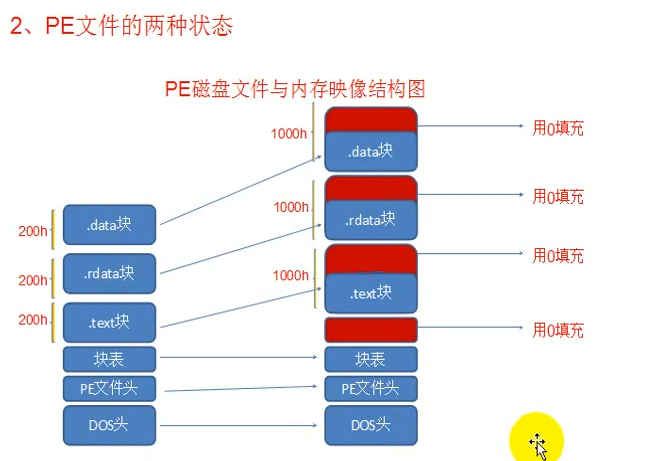 2、PE文件的两种状态
PE磁盘文件与内存映像结构图
1000h
用0填充
.data块
1000h
用0填充
.rdata块
1000h
用0填充
.text块
用0填充
块表
PE文件头
DOS头
200h
.data块
200h
.rdata块
200h
.text块
块表
PE文件头
DOS头